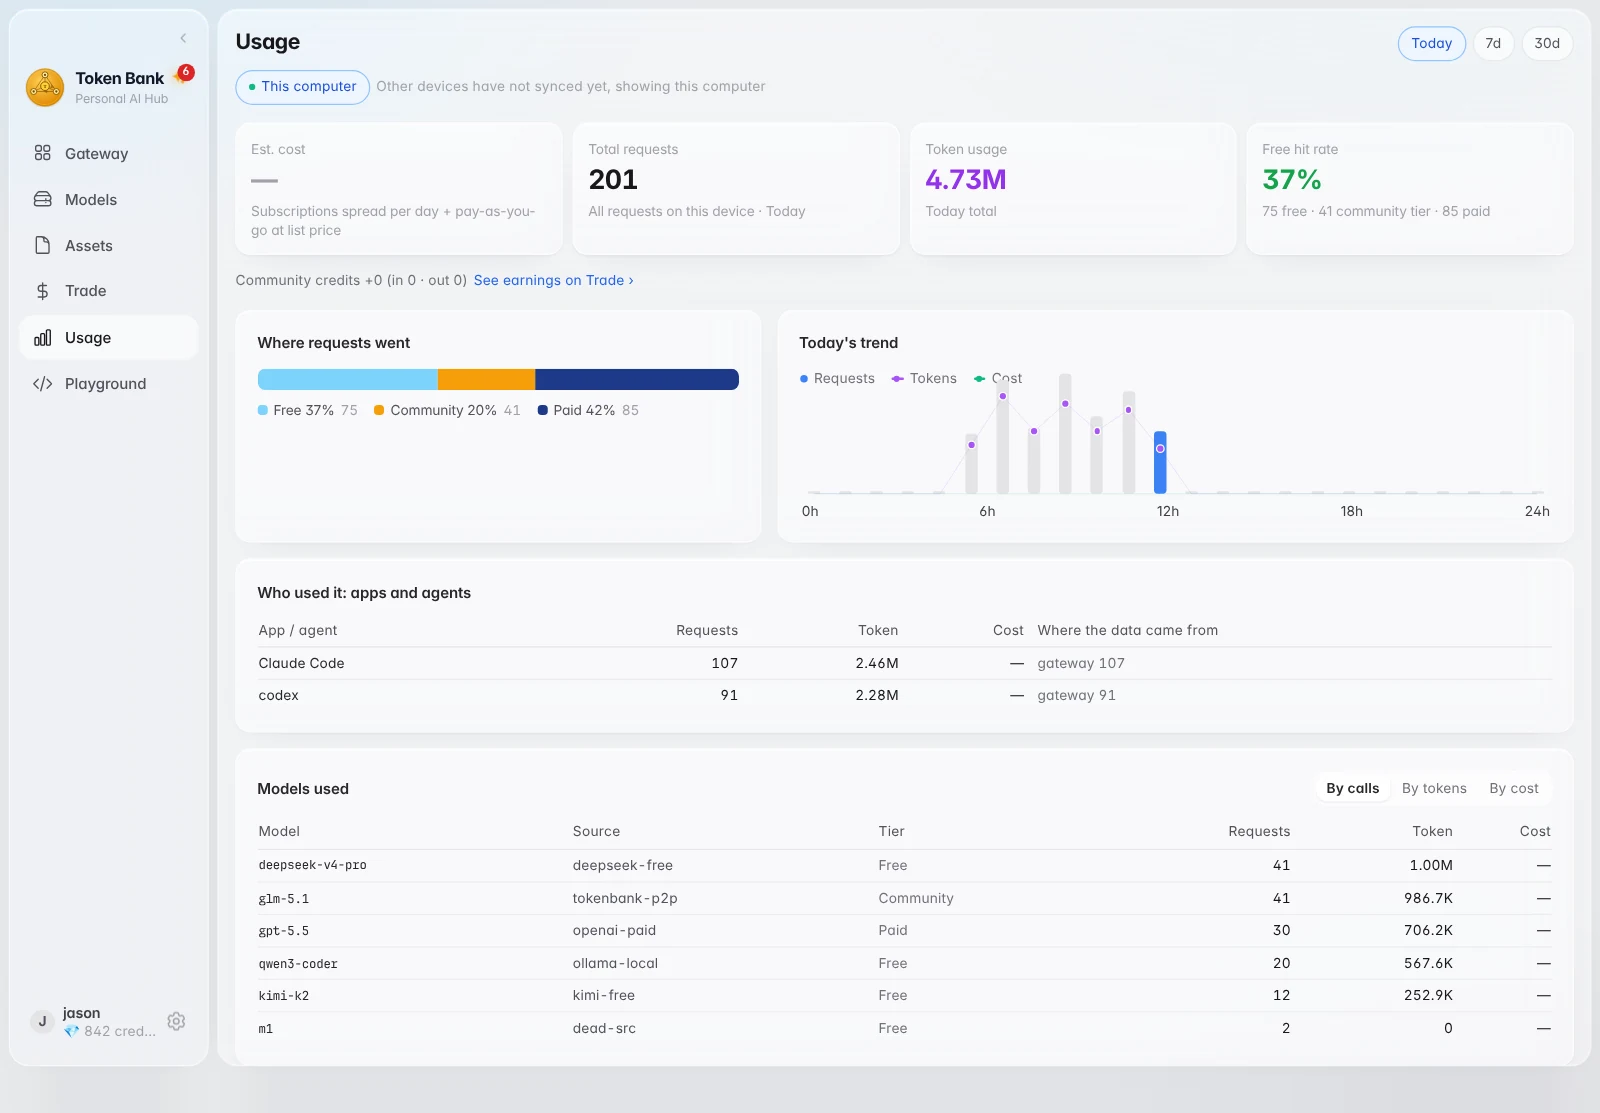 Token Bank
6
Personal AI Hub
Gateway
Models
Assets
Trade
Usage
Playground
J
jason
842 cred...
Usage
Today
7d
30d
This computer
Other devices have not synced yet, showing this computer
Est. cost
—
Subscriptions spread per day + pay-as-you-
go at list price
Total requests
201
All requests on this device · Today
Token usage
4.73M
Today total
Free hit rate
37%
75 free · 41 community tier · 85 paid
Community credits +0 (in 0 · out 0) See earnings on Trade ›
Where requests went
Free 37% 75 Community 20% 41 Paid 42% 85
Today's trend
Requests Tokens Cost
0h 6h 12h 18h 24h
Who used it: apps and agents
App / agent Requests Token Cost Where the data came from
Claude Code 107 2.46M — gateway 107
codex 91 2.28M — gateway 91
Models used
By calls By tokens By cost
Model Source Tier Requests Token Cost
deepseek-v4-pro deepseek-free Free 41 1.00M —
glm-5.1 tokenbank-p2p Community 41 986.7K —
gpt-5.5 openai-paid Paid 30 706.2K —
qwen3-coder ollama-local Free 20 567.6K —
kimi-k2 kimi-free Free 12 252.9K —
m1 dead-src Free 2 0 —